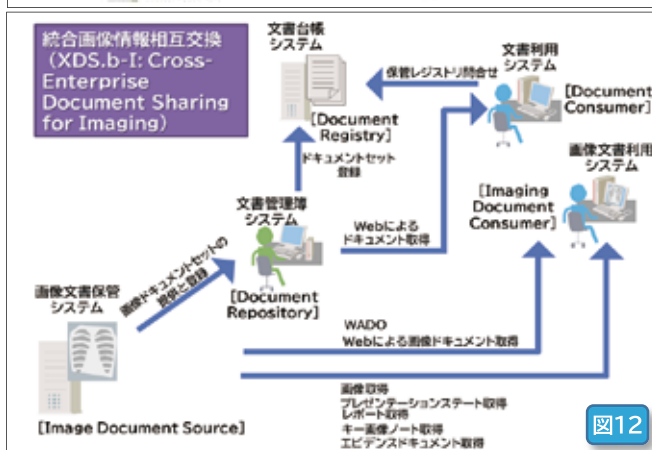 統合画像情報相互交換
（XDS.b-I: Cross-
Enterprise
Document Sharing
for Imaging）
文書台帳
システム
[Document
Registry]
保管レジストリ問合せ
文書利用
システム
[Document
Consumer]
画像文書利用
システム
[Imaging
Document
Consumer]
ドキュメントセット
登録
文書管理簿
システム
[Document
Repository]
Webによる
ドキュメント取得
画像ドキュメントセットの
提供と登録
画像文書保管
システム
[Image Document Source]
WADO
Webによる画像ドキュメント取得
画像取得
プレゼンテーションステート取得
レポート取得
キー画像ノート取得
エビデンスドキュメント取得
図12